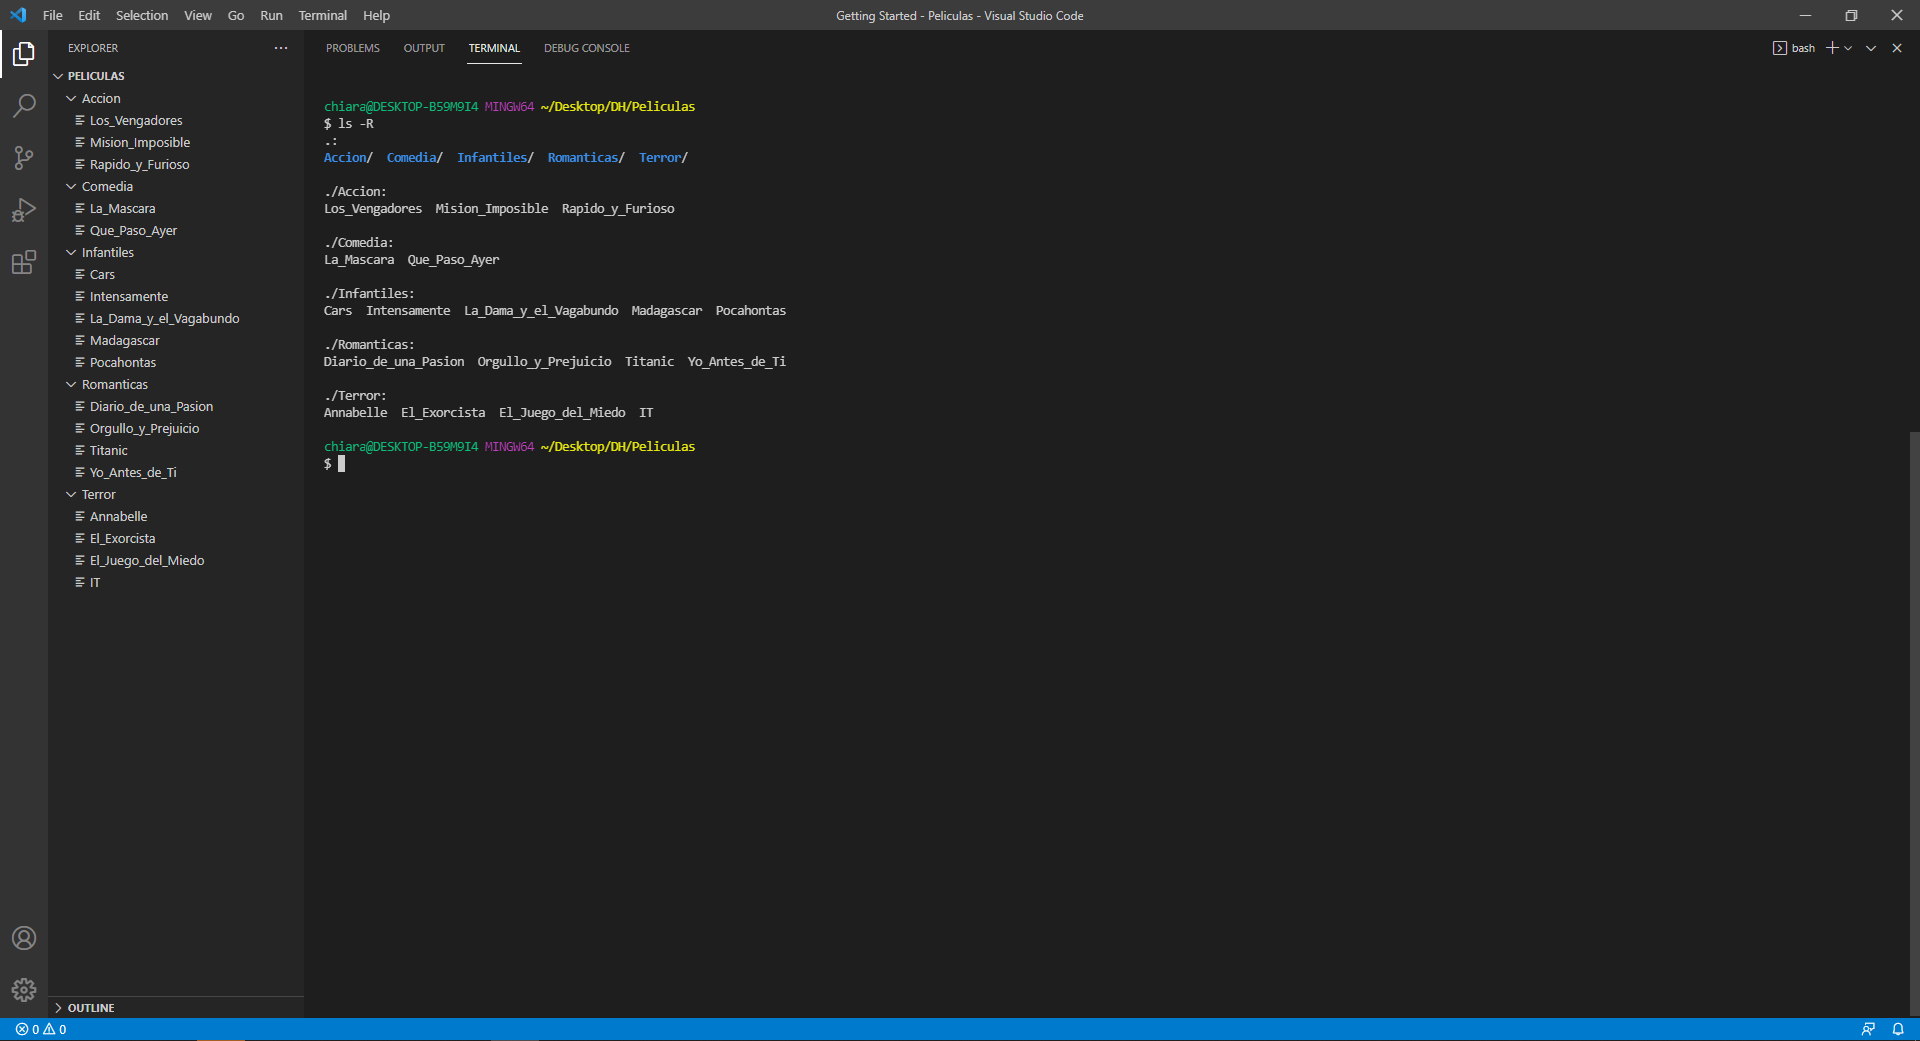 File Edit Selection View Go Run Terminal Help
Getting Started - Peliculas - Visual Studio Code
EXPLORER
PELICULAS
Accion
Los_Vengadores
Mision_Imposible
Rapido_y_Furioso
Comedia
La_Mascara
Que_Paso_Ayer
Infantiles
Cars
Intensamente
La_Dama_y_el_Vagabundo
Madagascar
Pocahontas
Romanticas
Diario_de_una_Pasion
Orgullo_y_Prejuicio
Titanic
Yo_Antes_de_Ti
Terror
Annabelle
El_Exorcista
El_Juego_del_Miedo
IT
OUTLINE
PROBLEMS OUTPUT TERMINAL DEBUG CONSOLE
bash
chiara@DESKTOP-B59M9I4 MINGW64 ~/Desktop/DH/Peliculas
$ ls -R
.:
Accion/ Comedia/ Infantiles/ Romanticas/ Terror/
./Accion:
Los_Vengadores Mision_Imposible Rapido_y_Furioso
./Comedia:
La_Mascara Que_Paso_Ayer
./Infantiles:
Cars Intensamente La_Dama_y_el_Vagabundo Madagascar Pocahontas
./Romanticas:
Diario_de_una_Pasion Orgullo_y_Prejuicio Titanic Yo_Antes_de_Ti
./Terror:
Annabelle El_Exorcista El_Juego_del_Miedo IT
chiara@DESKTOP-B59M9I4 MINGW64 ~/Desktop/DH/Peliculas
$
0 0